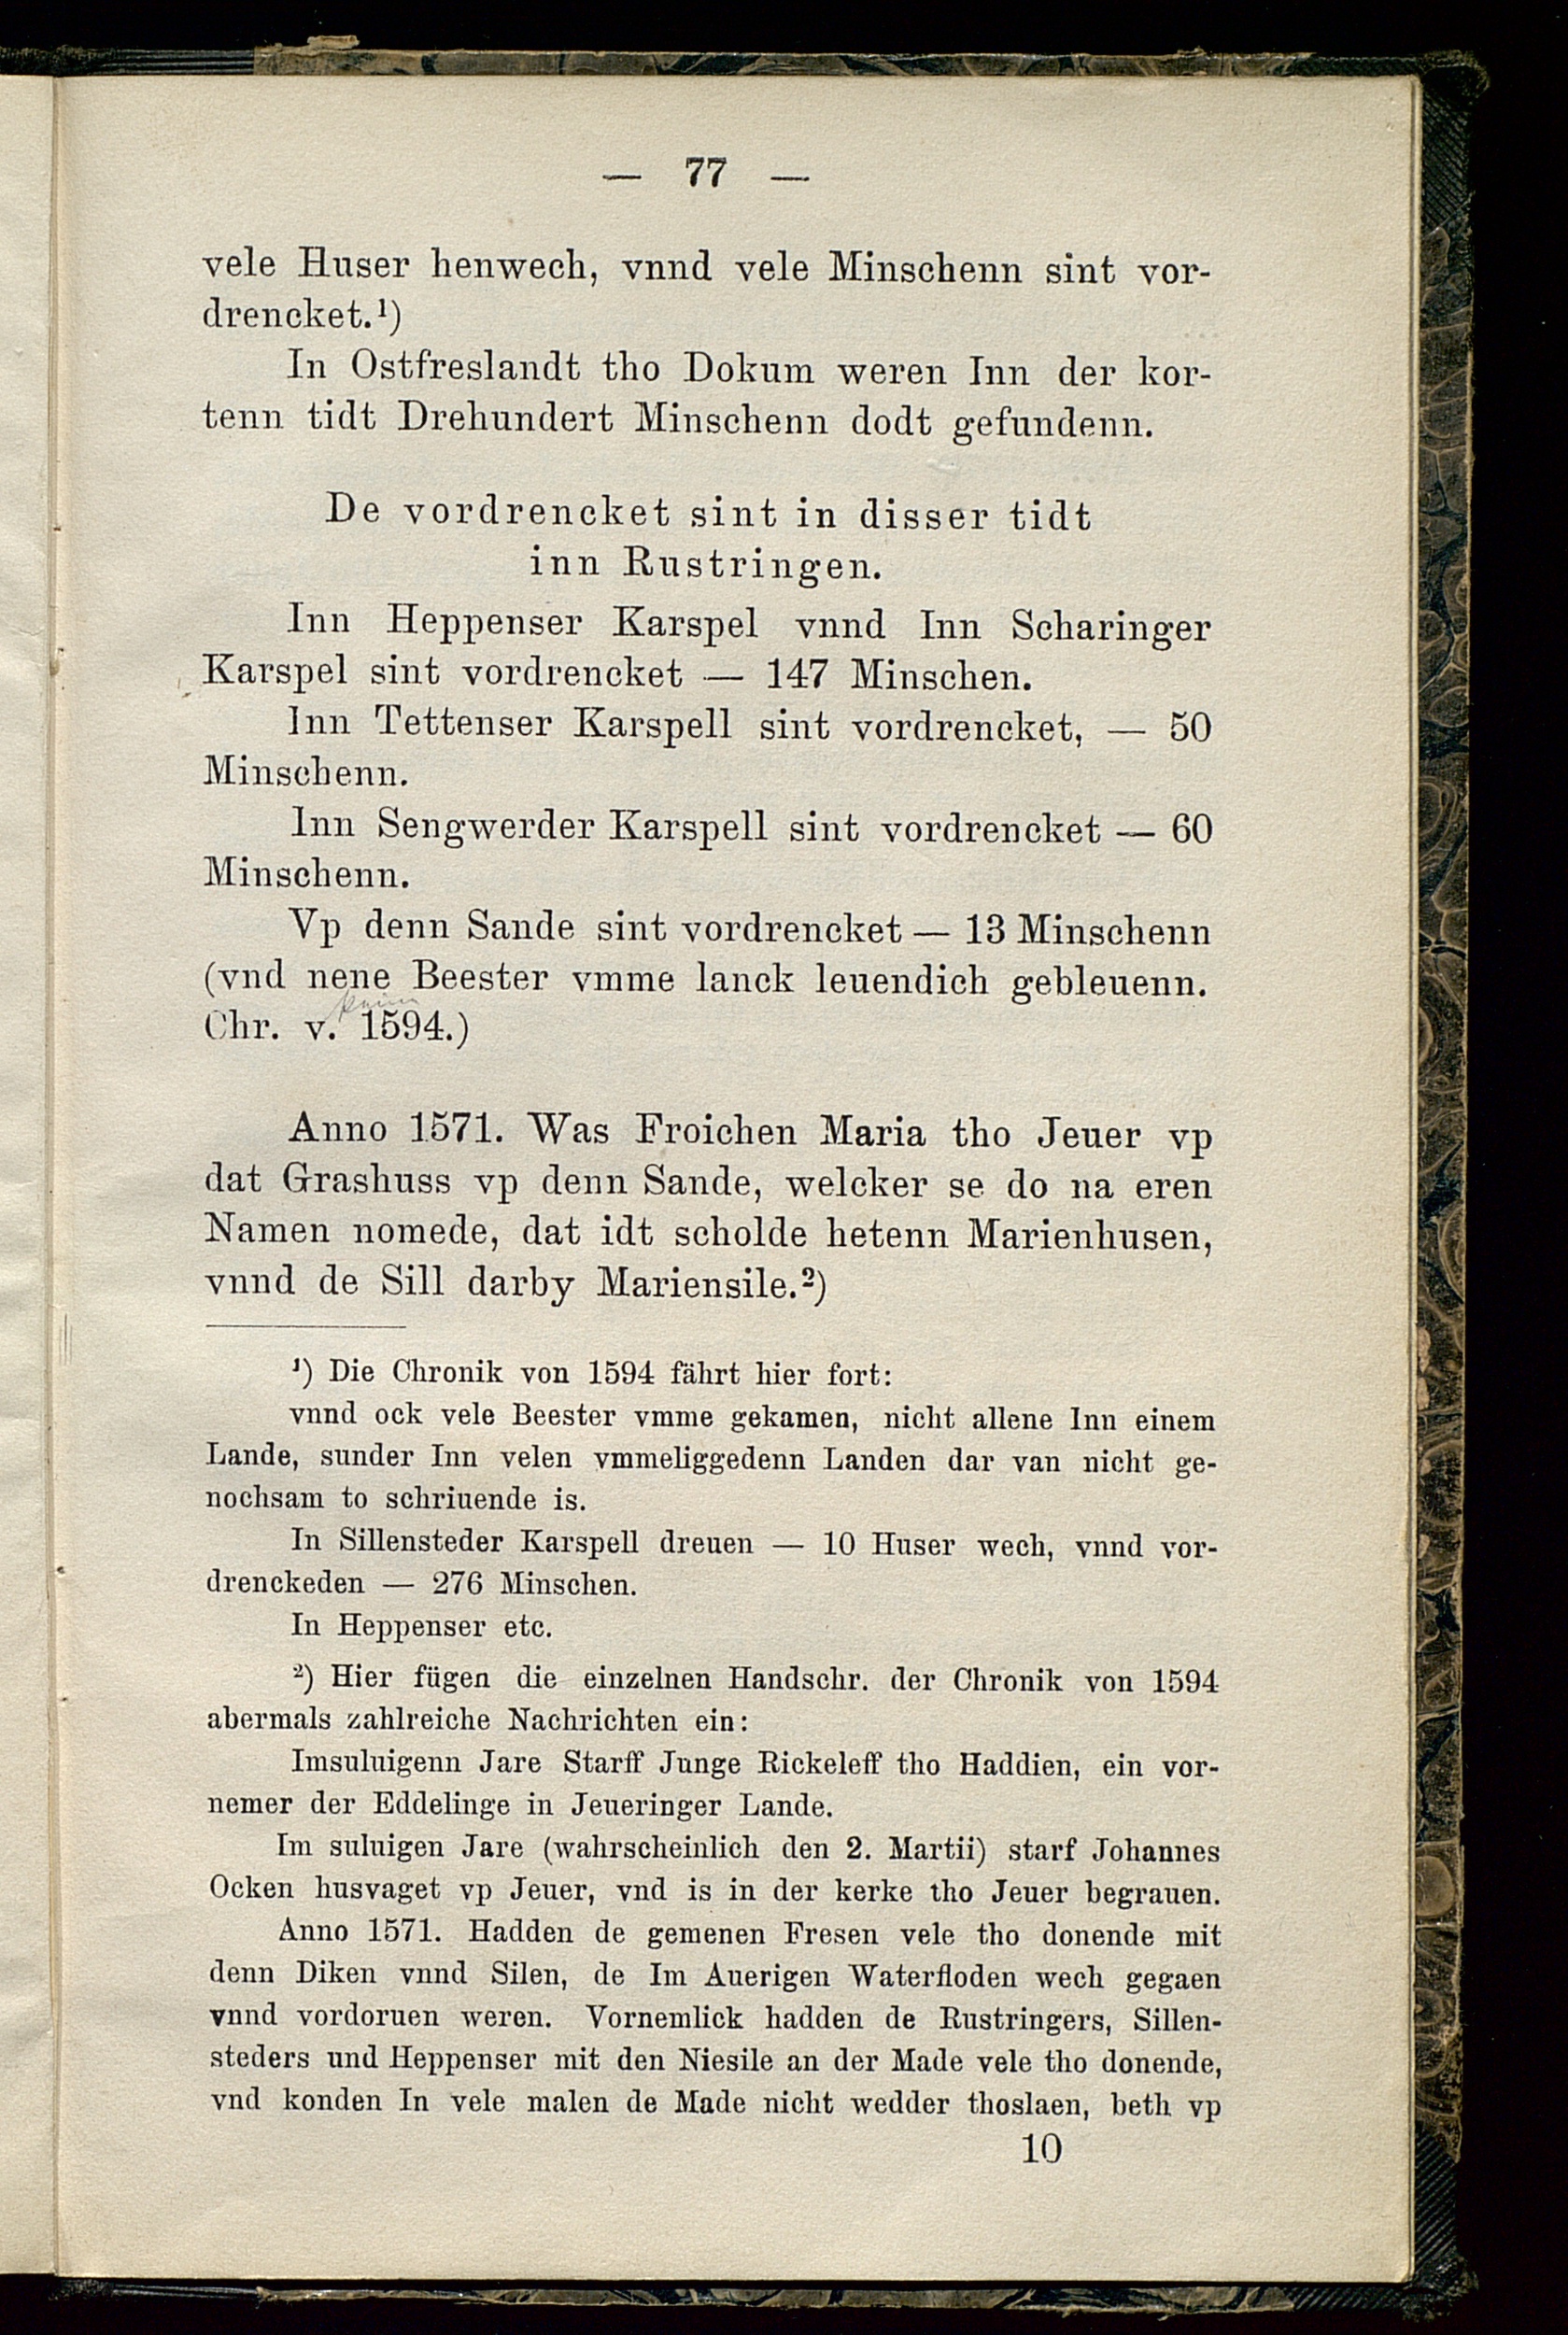 — 77 —
vele Huser henwech, vnnd vele Minschenn sint vor-
drencket.¹)
In Ostfreslandt tho Dokum weren Inn der kor-
tenn tidt Drehundert Minschenn dodt gefundenn.
De vordrencket sint in disser tidt
inn Rustringen.
Inn Heppenser Karspel vnnd Inn Scharinger
Karspel sint vordrencket — 147 Minschen.
Inn Tettenser Karspell sint vordrencket, — 50
Minschenn.
Inn Sengwerder Karspell sint vordrencket — 60
Minschenn.
Vp denn Sande sint vordrencket — 13 Minschenn
(vnd nene Beester vmme lanck leuendich gebleuenn.
Chr. v. 1594.)
Anno 1571. Was Froichen Maria tho Jeuer vp
dat Grashuss vp denn Sande, welcker se do na eren
Namen nomede, dat idt scholde hetenn Marienhusen,
vnnd de Sill darby Mariensile.²)
¹) Die Chronik von 1594 fährt hier fort:
vnnd ock vele Beester vmme gekamen, nicht allene Inn einem
Lande, sunder Inn velen vmmeliggedenn Landen dar van nicht ge-
nochsam to schriuende is.
In Sillensteder Karspell dreuen — 10 Huser wech, vnnd vor-
drenckeden — 276 Minschen.
In Heppenser etc.
²) Hier fügen die einzelnen Handschr. der Chronik von 1594
abermals zahlreiche Nachrichten ein:
Imsuluigenn Jare Starff Junge Rickeleff tho Haddien, ein vor-
nemer der Eddelinge in Jeueringer Lande.
Im suluigen Jare (wahrscheinlich den 2. Martii) starf Johannes
Ocken husvaget vp Jeuer, vnd is in der kerke tho Jeuer begrauen.
Anno 1571. Hadden de gemenen Fresen vele tho donende mit
denn Diken vnnd Silen, de Im Auerigen Waterfloden wech gegaen
vnnd vordoruen weren. Vornemlick hadden de Rustringers, Sillen-
steders und Heppenser mit den Niesile an der Made vele tho donende,
vnd konden In vele malen de Made nicht wedder thoslaen, beth vp
10